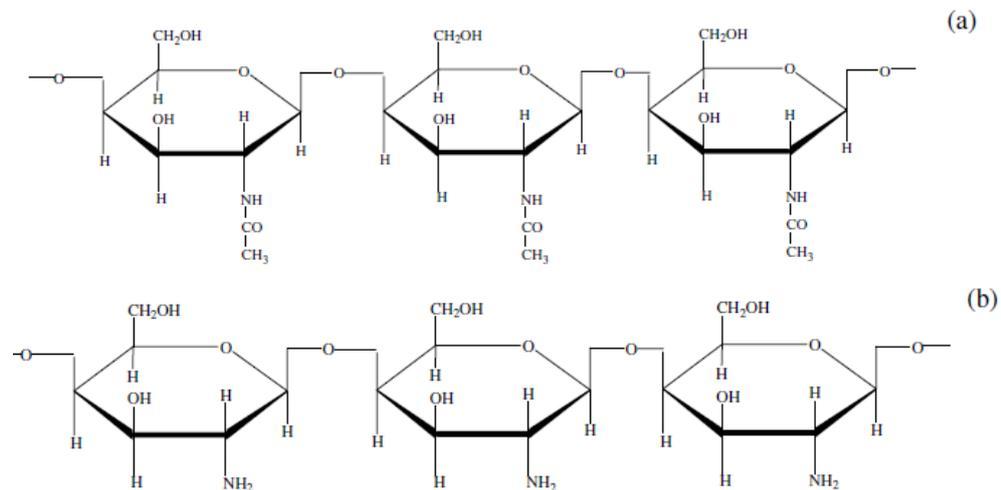 (a)
CH₂OH CH₂OH CH₂OH
O O O O O O O
H H H
OH H OH H OH H
H H H H H H
H H H
NH NH NH
CO CO CO
CH₃ CH₃ CH₃
(b)
CH₂OH CH₂OH CH₂OH
O O O O O O O
H H H
OH H OH H OH H
H H H H H H
H NH₂ H NH₂ H NH₂